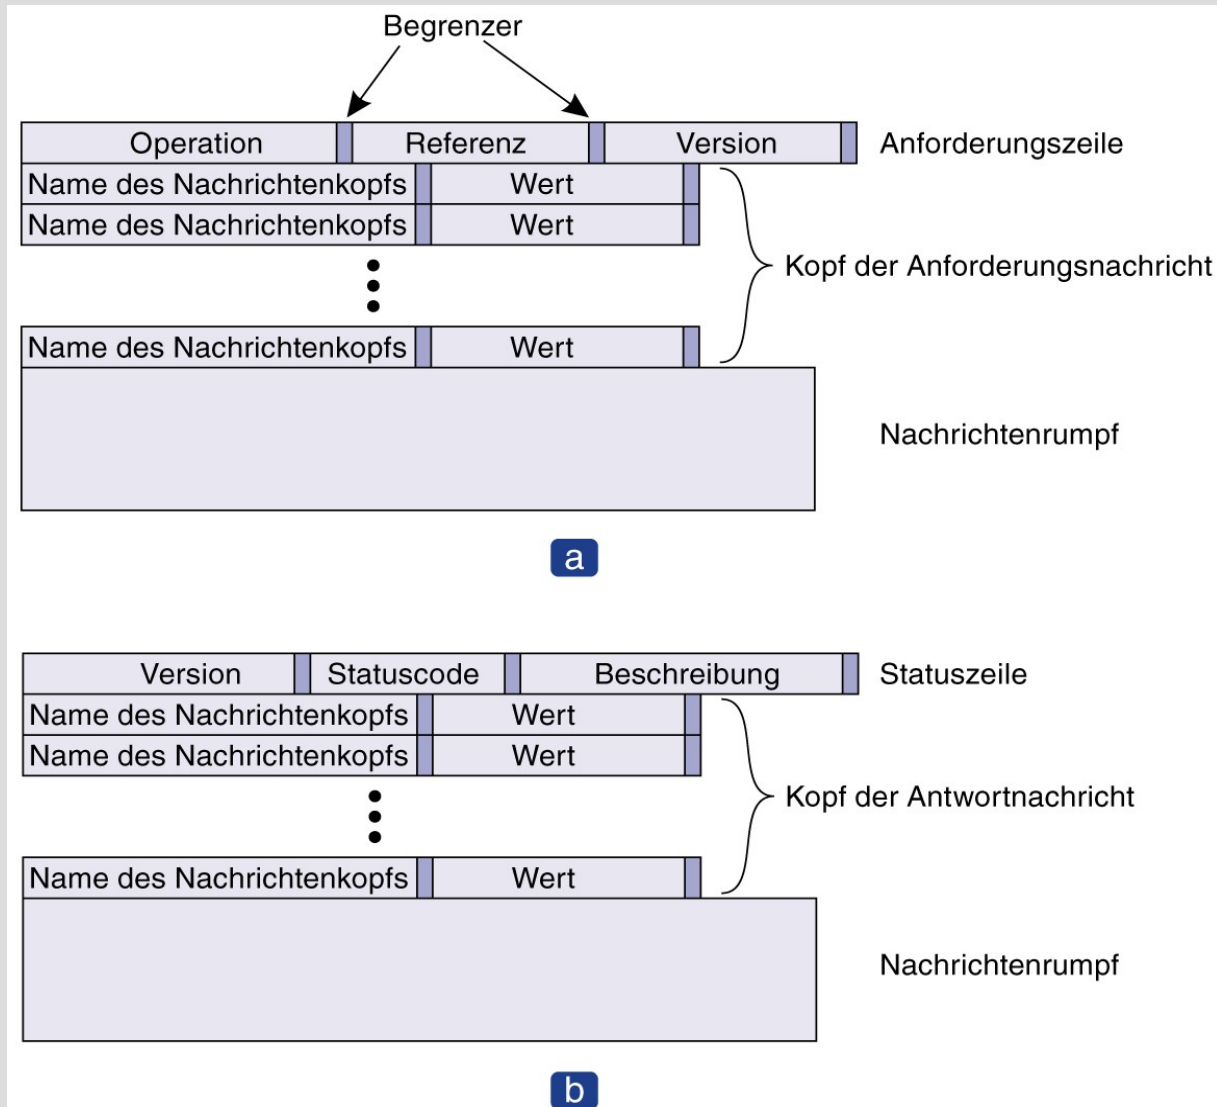 Begrenzer
Operation Referenz Version Anforderungszeile
Name des Nachrichtenkopfs Wert
Name des Nachrichtenkopfs Wert
Kopf der Anforderungsnachricht
Name des Nachrichtenkopfs Wert
Nachrichtenrumpf
a
Version Statuscode Beschreibung Statuszeile
Name des Nachrichtenkopfs Wert
Name des Nachrichtenkopfs Wert
Kopf der Antwortnachricht
Name des Nachrichtenkopfs Wert
Nachrichtenrumpf
b